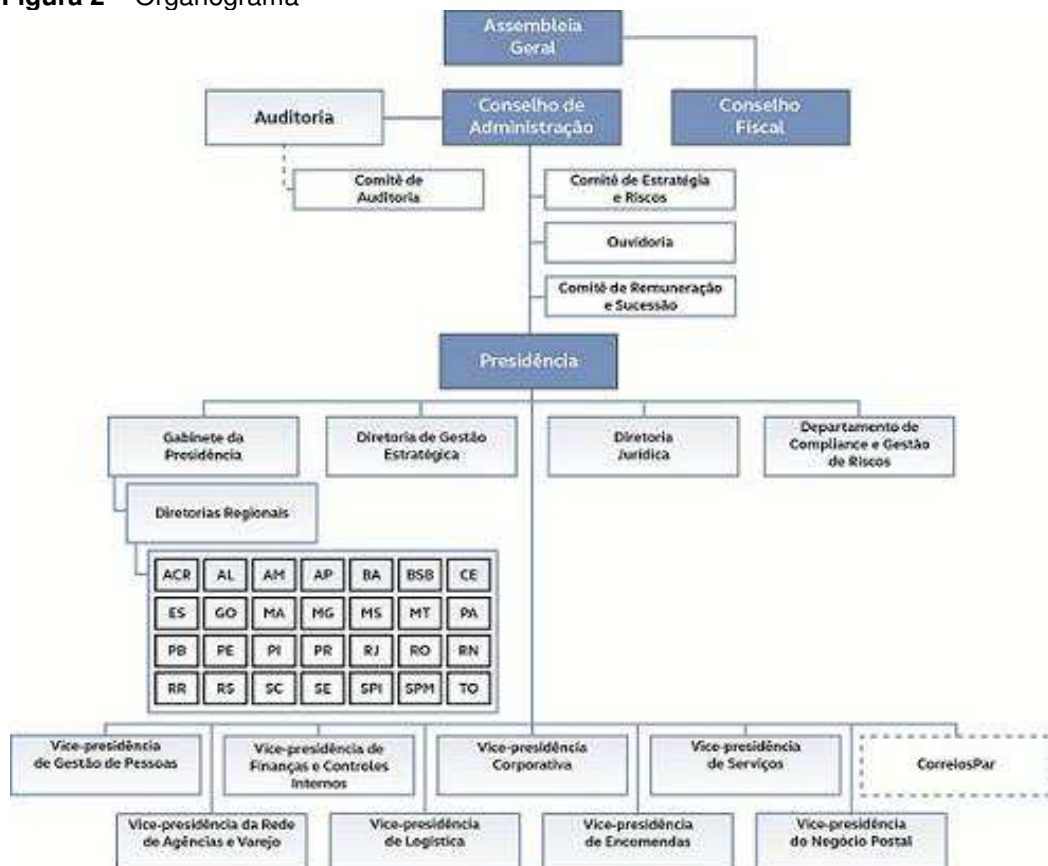 Figura 2 – Organograma
Assembleia
Geral
Auditoria
Conselho de
Administração
Conselho
Fiscal
Comitê de
Auditoria
Comitê de Estratégia
e Riscos
Ouvidoria
Comitê de Remuneração
e Sucessão
Presidência
Gabinete da
Presidência
Diretoria de Gestão
Estratégica
Diretoria
Jurídica
Departamento de
Compliance e Gestão
de Riscos
Diretorias Regionais
ACR AL AM AP BA BSB CE
ES GO MA MG MS MT PA
PB PE PI PR RJ RO RN
RR RS SC SE SPI SPM TO
Vice-presidência
de Gestão de Pessoas
Vice-presidência de
Finanças e Controles
Internos
Vice-presidência
Corporativa
Vice-presidência
de Serviços
CorreiosPar
Vice-presidência da Rede
de Agências e Varejo
Vice-presidência
de Logística
Vice-presidência
de Encomendas
Vice-presidência
do Negócio Postal